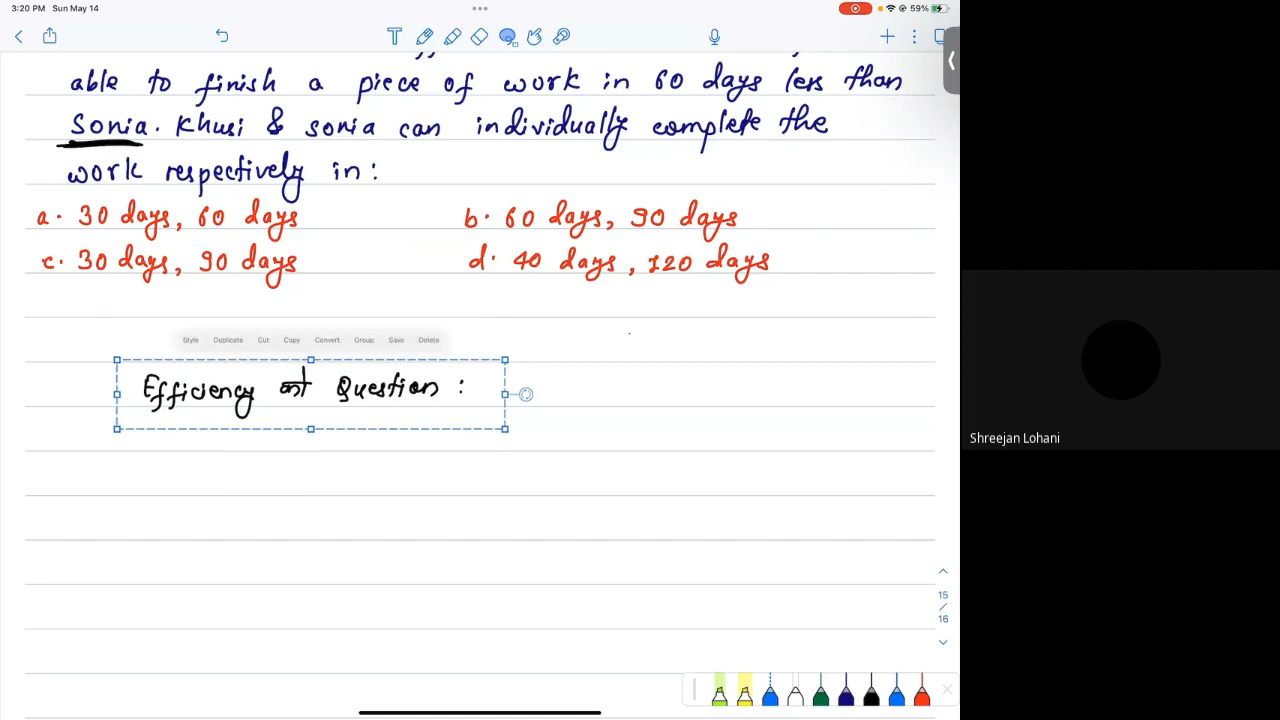 3:20 PM Sun May 14
59%
able to finish a piece of work in 60 days less than
Sonia. Khusi & sonia can individually complete the
work respectively in:
a. 30 days, 60 days
b. 60 days, 90 days
c. 30 days, 90 days
d. 40 days, 120 days
Style Duplicate Cut Copy Convert Group Save Delete
Efficiency Question :
Shreejan Lohani
15
/
16